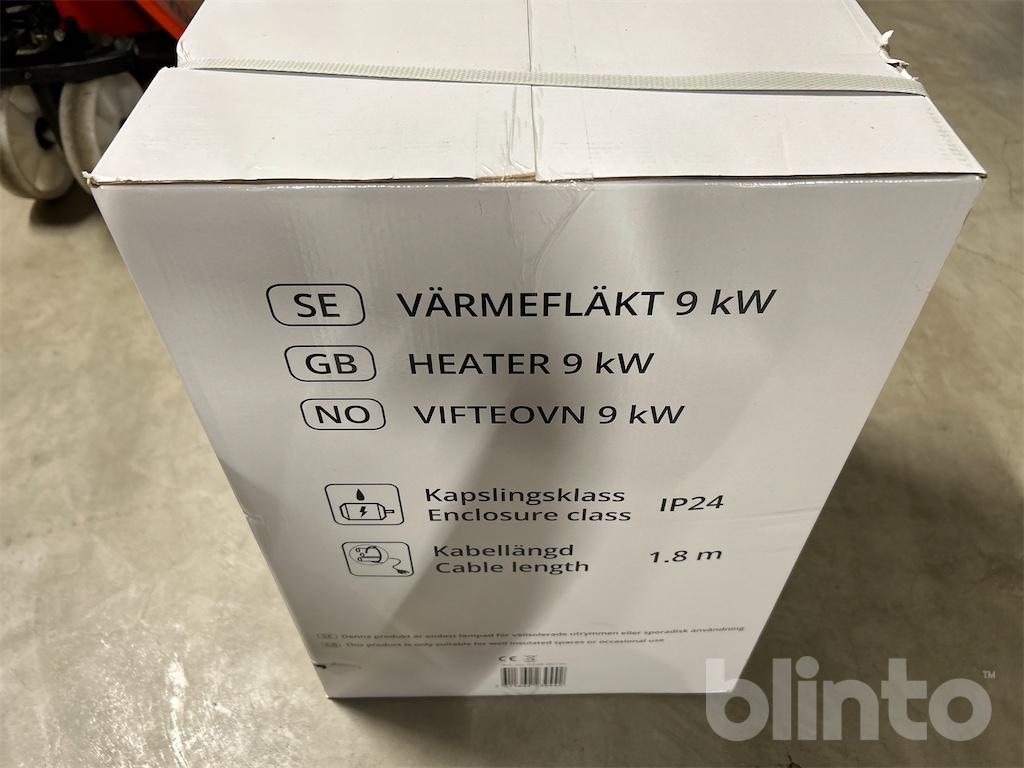 SE VÄRMEFLÄKT 9 kW
GB HEATER 9 kW
NO VIFTEOVN 9 kW
Kapslingsklass
Enclosure class IP24
Kabellängd
Cable length 1.8 m
SE Denna produkt är endast lämpad för välisolerade utrymmen eller sporadisk användning
GB This product is only suitable for well insulated spaces or occasional use
CE
blinto™